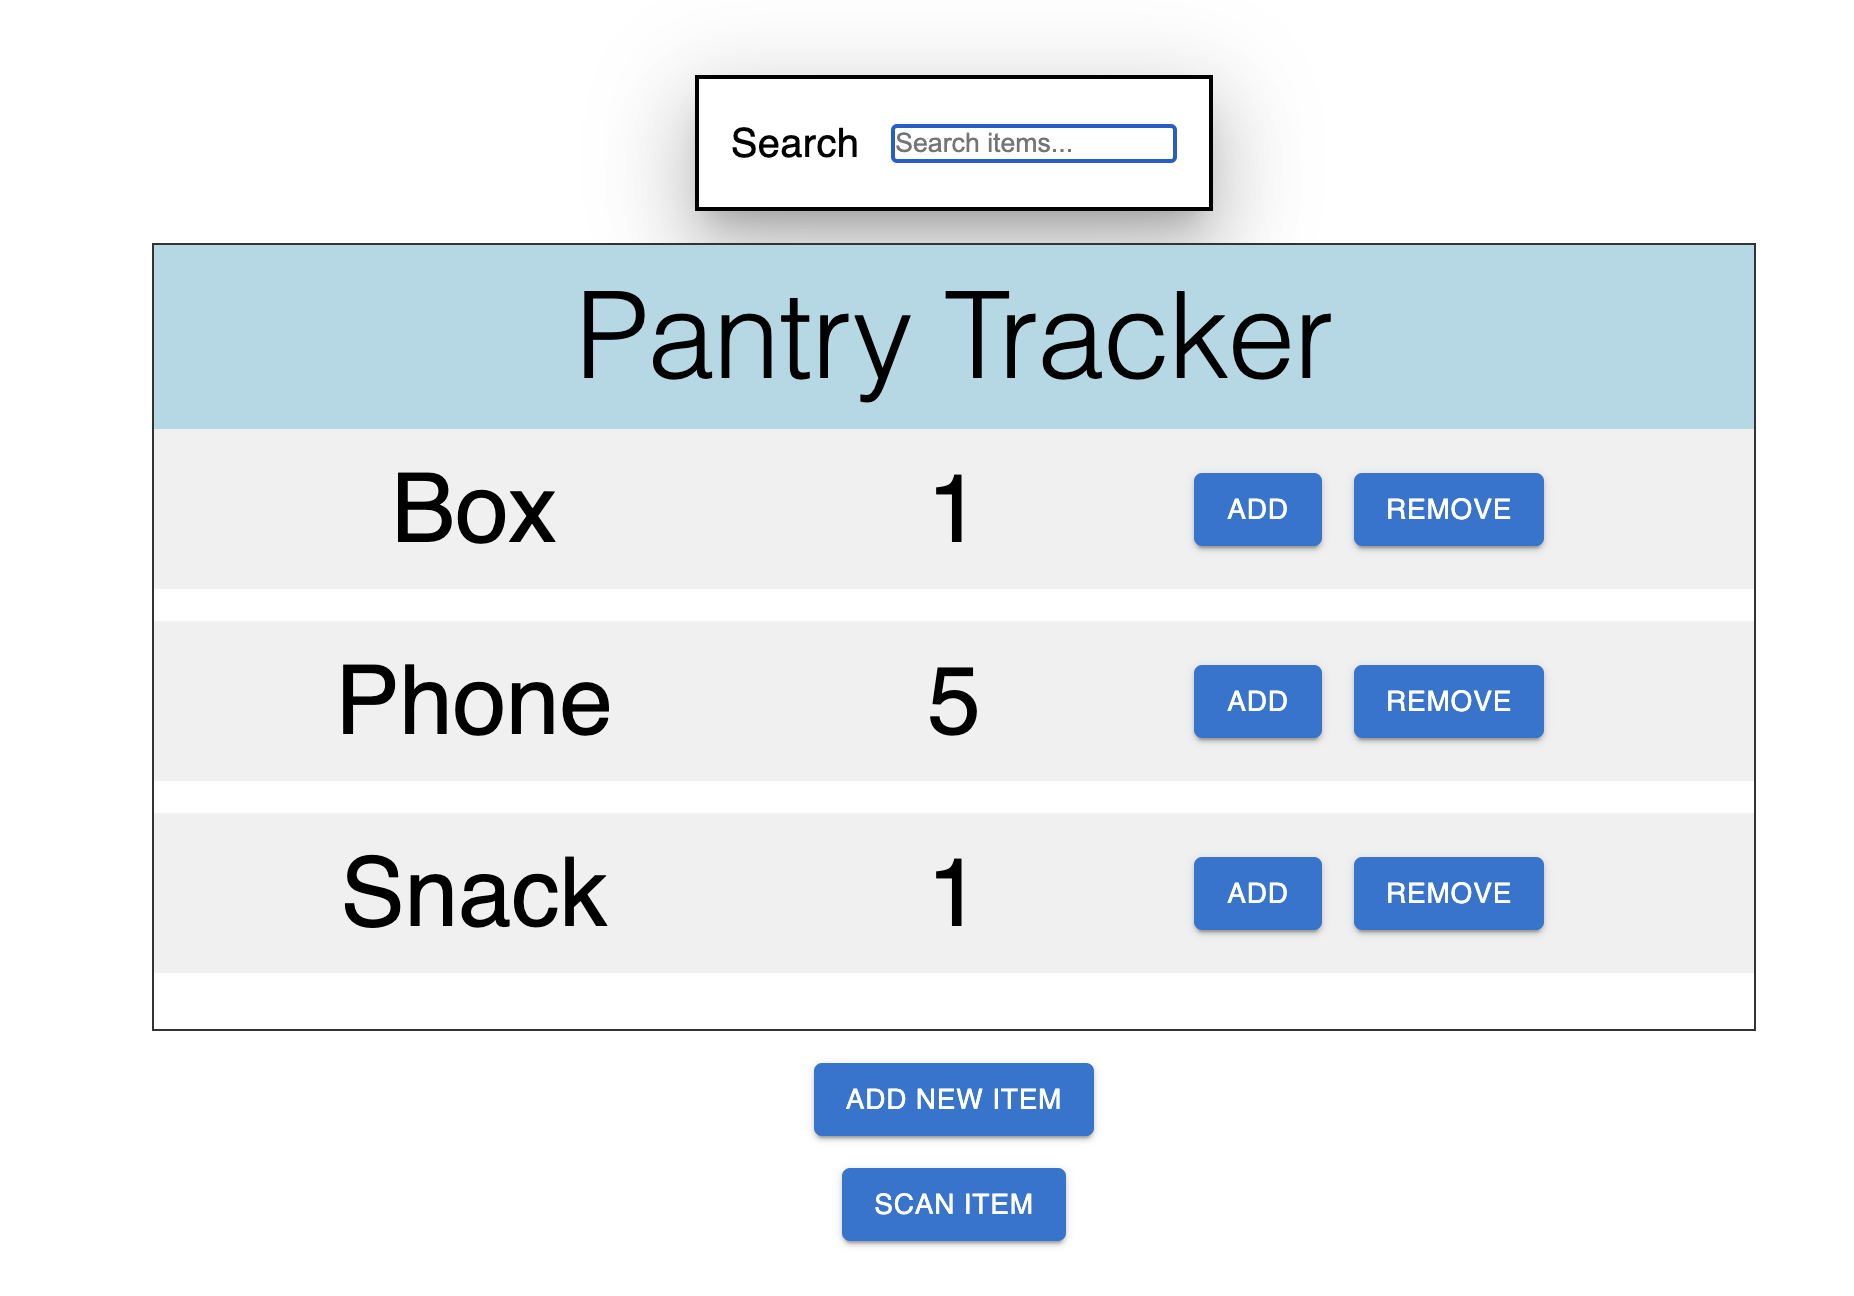 Search Search items...
Pantry Tracker
Box 1 ADD REMOVE
Phone 5 ADD REMOVE
Snack 1 ADD REMOVE
ADD NEW ITEM
SCAN ITEM